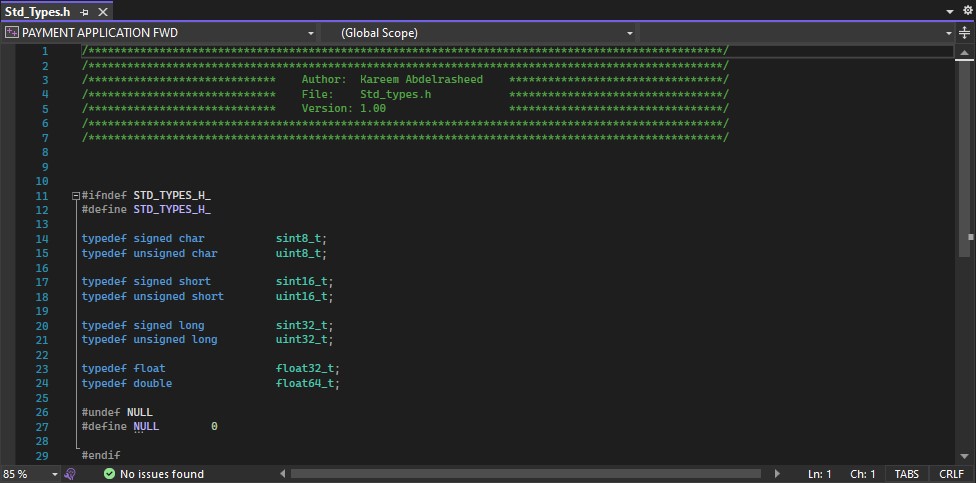 Std_Types.h
PAYMENT APPLICATION FWD (Global Scope)
1 /**************************************************************************************************/
2 /**************************************************************************************************/
3 /***************************** Author: Kareem Abdelrasheed *********************************/
4 /***************************** File: Std_types.h *********************************/
5 /***************************** Version: 1.00 *********************************/
6 /**************************************************************************************************/
7 /**************************************************************************************************/
8
9
10
11 #ifndef STD_TYPES_H_
12 #define STD_TYPES_H_
13
14 typedef signed char sint8_t;
15 typedef unsigned char uint8_t;
16
17 typedef signed short sint16_t;
18 typedef unsigned short uint16_t;
19
20 typedef signed long sint32_t;
21 typedef unsigned long uint32_t;
22
23 typedef float float32_t;
24 typedef double float64_t;
25
26 #undef NULL
27 #define NULL 0
28
29 #endif
85 % No issues found Ln: 1 Ch: 1 TABS CRLF